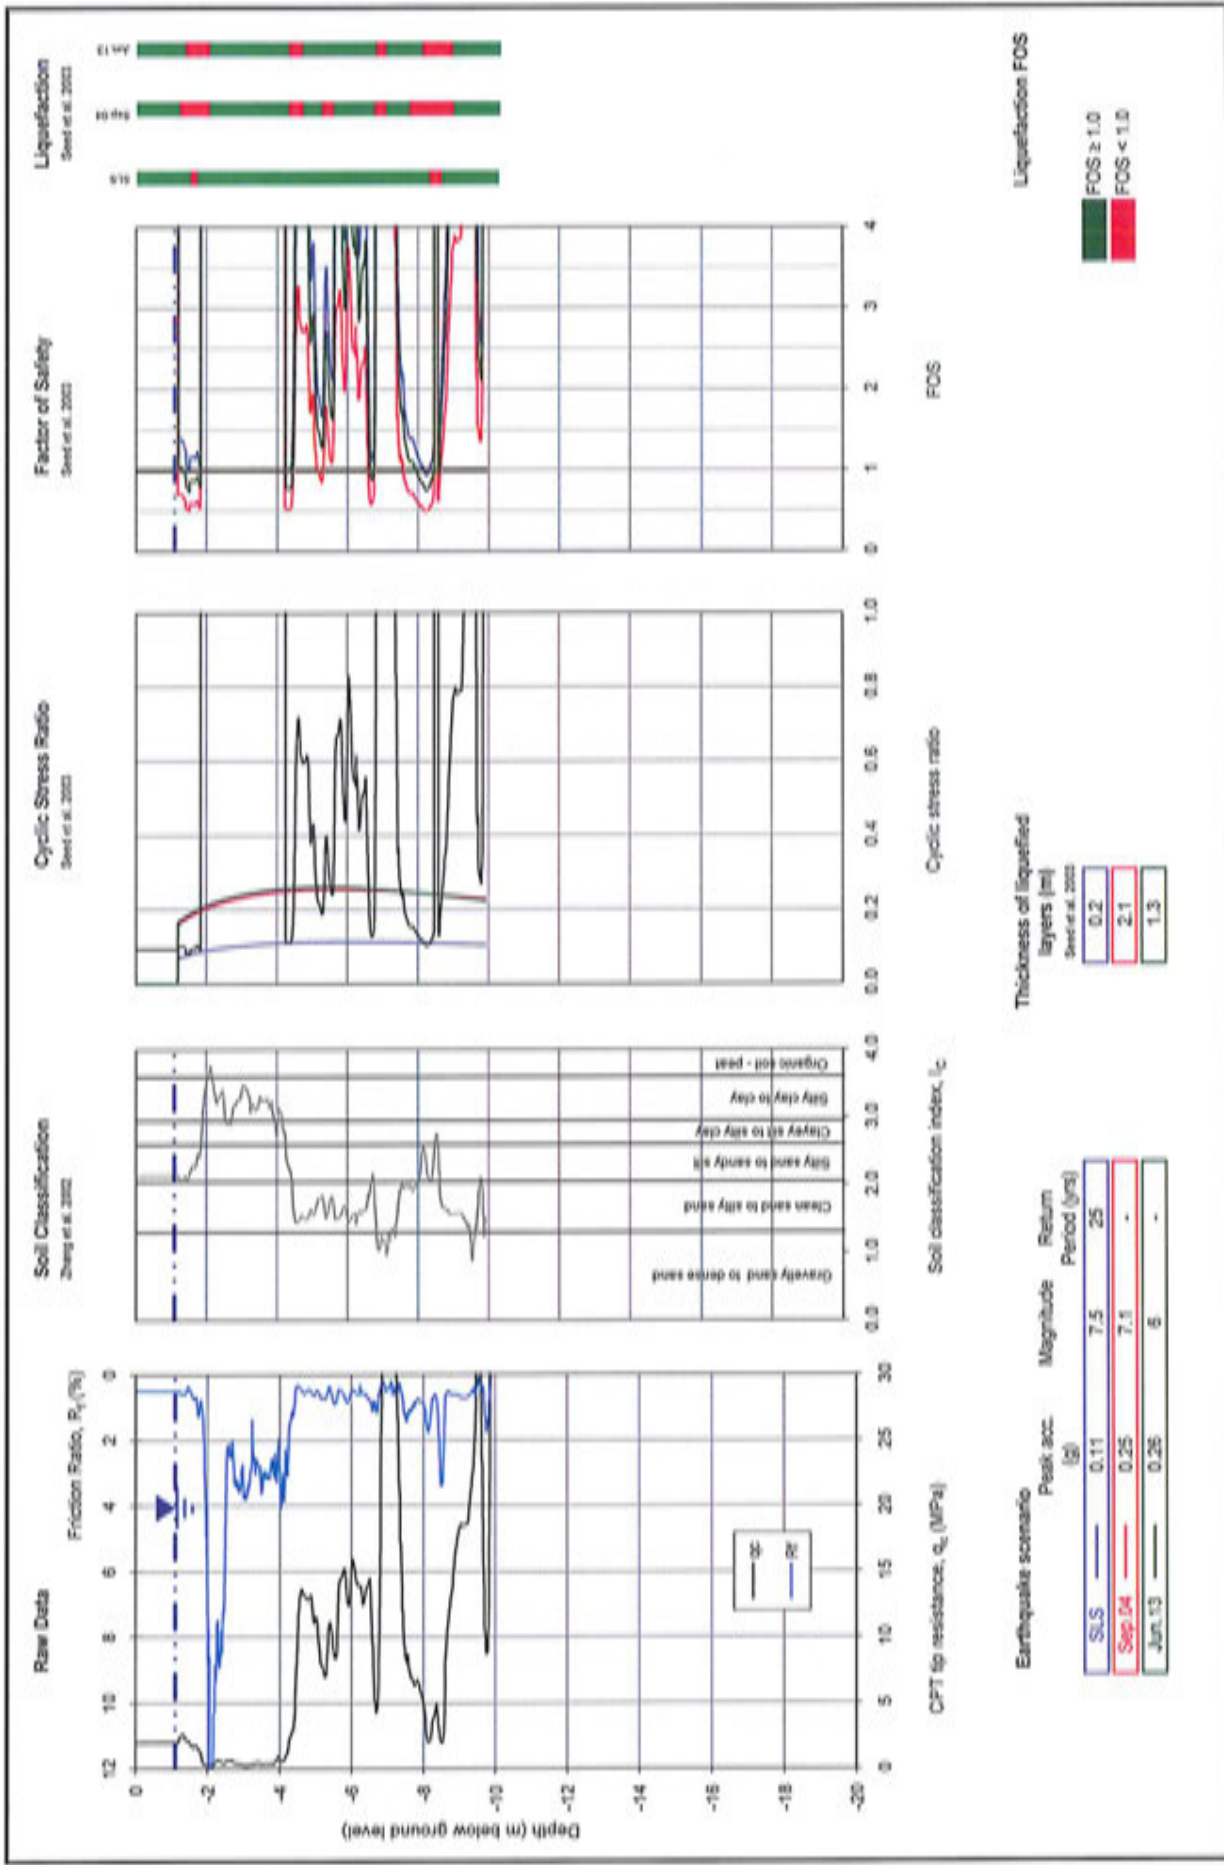 Raw Data
Friction Ratio, Rf (%)
12
10
8
6
4
2
0
Depth (m below ground level)
0
-2
-4
-6
-8
-10
-12
-14
-16
-18
-20
qc
Rf
0
5
10
15
20
25
30
CPT tip resistance, qc (MPa)
Soil Classification
Zhang et al. 2002
Gravelly sand to dense sand
Clean sand to silty sand
Silty sand to sandy silt
Clayey silt to silty clay
Silty clay to clay
Organic soil - peat
0.0
1.0
2.0
3.0
4.0
Soil classification index, IC
Cyclic Stress Ratio
Seed et al. 2003
0.0
0.2
0.4
0.6
0.8
1.0
Cyclic stress ratio
Factor of Safety
Seed et al. 2003
0
1
2
3
4
FOS
Liquefaction
Seed et al. 2003
SLS
Sep.04
Jun.13
Earthquake scenario
Peak acc. (g)
Magnitude
Return Period (yrs)
SLS 0.11 7.5 25
Sep.04 0.25 7.1 -
Jun.13 0.26 6 -
Thickness of liquefied
layers (m)
Seed et al. 2003
0.2
2.1
1.3
Liquefaction FOS
FOS ≥ 1.0
FOS < 1.0